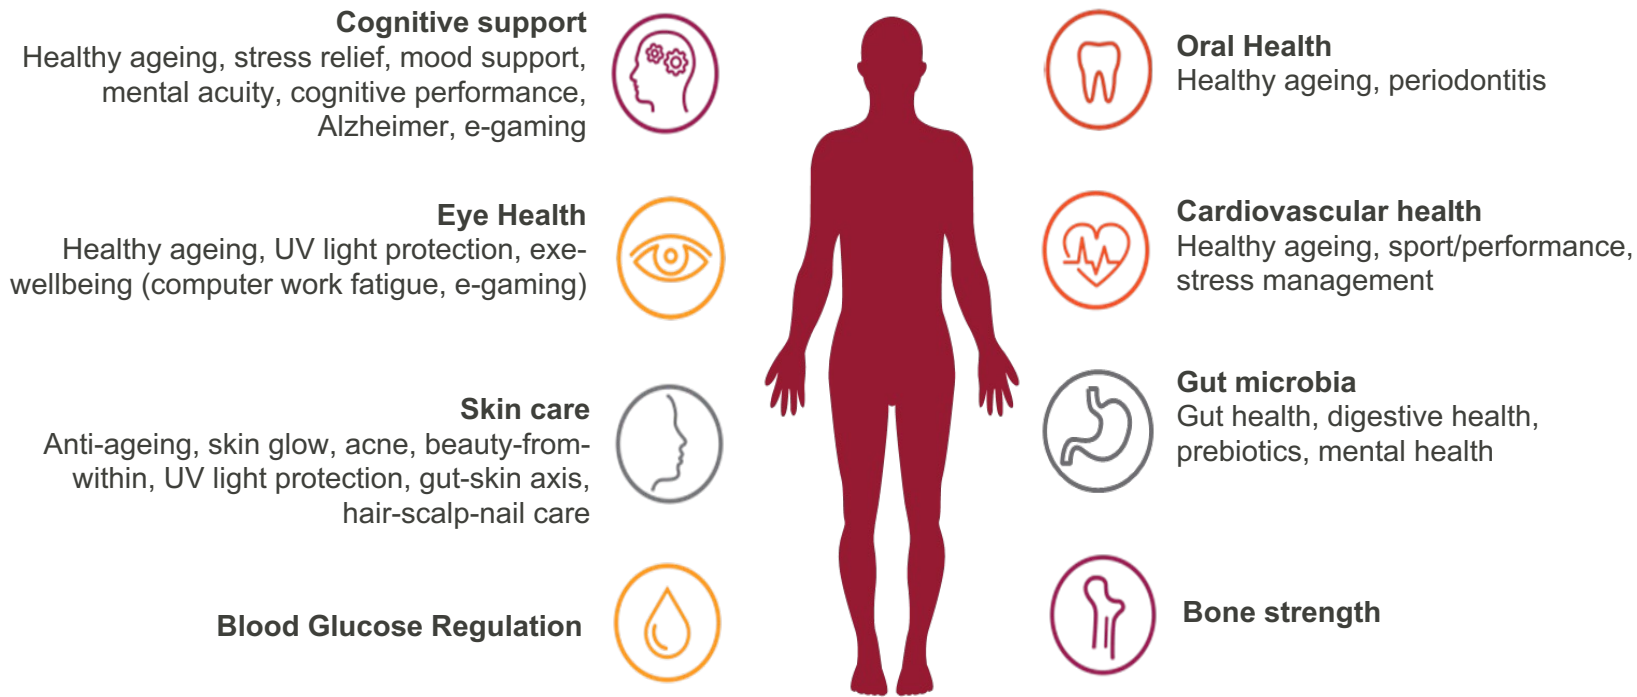 Cognitive support
Healthy ageing, stress relief, mood support,
mental acuity, cognitive performance,
Alzheimer, e-gaming
Eye Health
Healthy ageing, UV light protection, exe-
wellbeing (computer work fatigue, e-gaming)
Skin care
Anti-ageing, skin glow, acne, beauty-from-
within, UV light protection, gut-skin axis,
hair-scalp-nail care
Blood Glucose Regulation
Oral Health
Healthy ageing, periodontitis
Cardiovascular health
Healthy ageing, sport/performance,
stress management
Gut microbia
Gut health, digestive health,
prebiotics, mental health
Bone strength